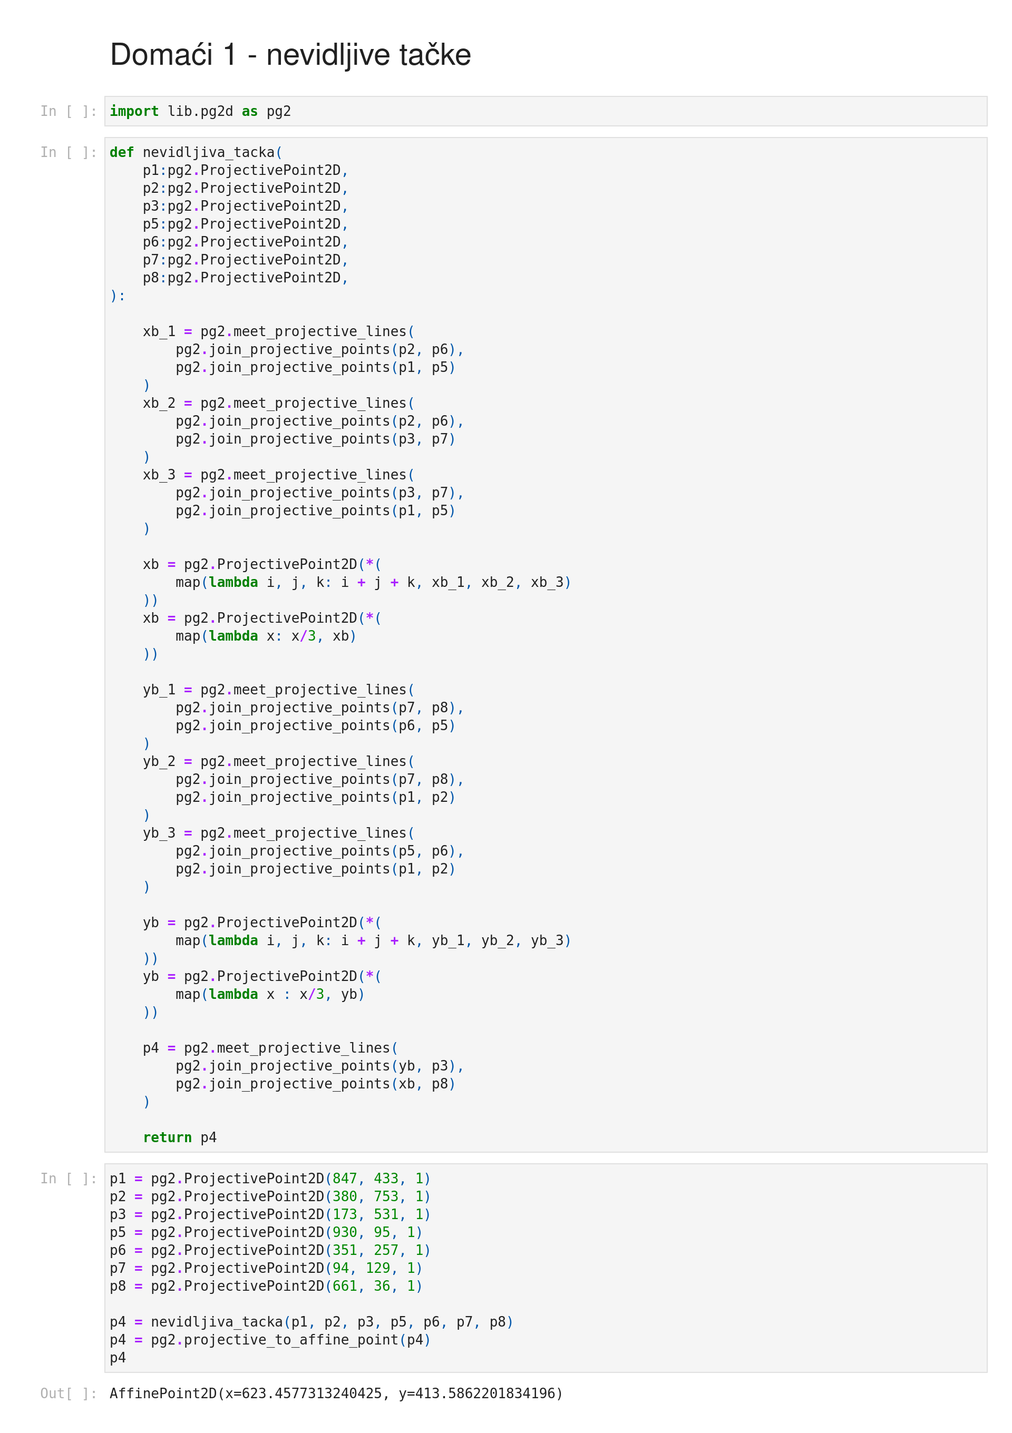 Domaći 1 - nevidljive tačke
In [ ]: import lib.pg2d as pg2
In [ ]: def nevidljiva_tacka(
    p1:pg2.ProjectivePoint2D,
    p2:pg2.ProjectivePoint2D,
    p3:pg2.ProjectivePoint2D,
    p5:pg2.ProjectivePoint2D,
    p6:pg2.ProjectivePoint2D,
    p7:pg2.ProjectivePoint2D,
    p8:pg2.ProjectivePoint2D,
):
    xb_1 = pg2.meet_projective_lines(
        pg2.join_projective_points(p2, p6),
        pg2.join_projective_points(p1, p5)
    )
    xb_2 = pg2.meet_projective_lines(
        pg2.join_projective_points(p2, p6),
        pg2.join_projective_points(p3, p7)
    )
    xb_3 = pg2.meet_projective_lines(
        pg2.join_projective_points(p3, p7),
        pg2.join_projective_points(p1, p5)
    )
    xb = pg2.ProjectivePoint2D(*(
        map(lambda i, j, k: i + j + k, xb_1, xb_2, xb_3)
    ))
    xb = pg2.ProjectivePoint2D(*(
        map(lambda x: x/3, xb)
    ))
    yb_1 = pg2.meet_projective_lines(
        pg2.join_projective_points(p7, p8),
        pg2.join_projective_points(p6, p5)
    )
    yb_2 = pg2.meet_projective_lines(
        pg2.join_projective_points(p7, p8),
        pg2.join_projective_points(p1, p2)
    )
    yb_3 = pg2.meet_projective_lines(
        pg2.join_projective_points(p5, p6),
        pg2.join_projective_points(p1, p2)
    )
    yb = pg2.ProjectivePoint2D(*(
        map(lambda i, j, k: i + j + k, yb_1, yb_2, yb_3)
    ))
    yb = pg2.ProjectivePoint2D(*(
        map(lambda x : x/3, yb)
    ))
    p4 = pg2.meet_projective_lines(
        pg2.join_projective_points(yb, p3),
        pg2.join_projective_points(xb, p8)
    )
    return p4
In [ ]: p1 = pg2.ProjectivePoint2D(847, 433, 1)
p2 = pg2.ProjectivePoint2D(380, 753, 1)
p3 = pg2.ProjectivePoint2D(173, 531, 1)
p5 = pg2.ProjectivePoint2D(930, 95, 1)
p6 = pg2.ProjectivePoint2D(351, 257, 1)
p7 = pg2.ProjectivePoint2D(94, 129, 1)
p8 = pg2.ProjectivePoint2D(661, 36, 1)
p4 = nevidljiva_tacka(p1, p2, p3, p5, p6, p7, p8)
p4 = pg2.projective_to_affine_point(p4)
p4
Out[ ]: AffinePoint2D(x=623.4577313240425, y=413.5862201834196)